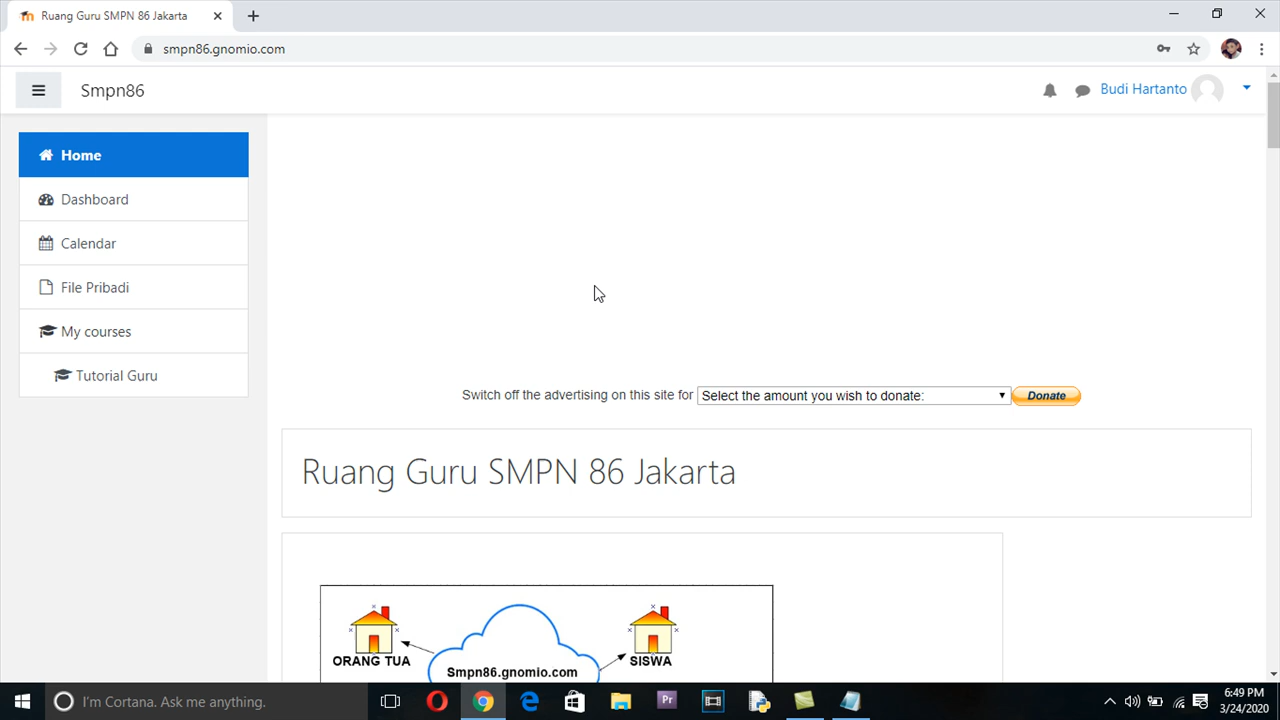 Ruang Guru SMPN 86 Jakarta
smpn86.gnomio.com
Smpn86
Budi Hartanto
Home
Dashboard
Calendar
File Pribadi
My courses
Tutorial Guru
Switch off the advertising on this site for Select the amount you wish to donate: Donate
Ruang Guru SMPN 86 Jakarta
ORANG TUA
Smpn86.gnomio.com
SISWA
I'm Cortana. Ask me anything.
Pr
6:49 PM
3/24/2020